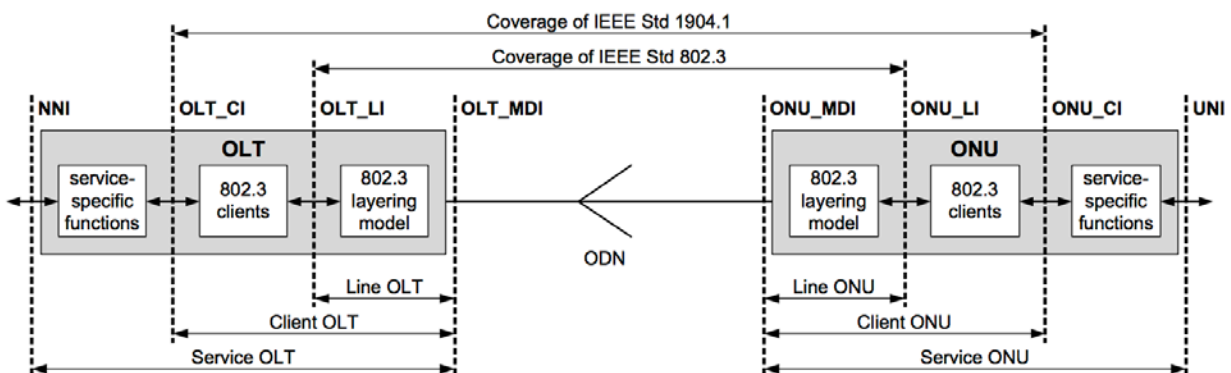 Coverage of IEEE Std 1904.1
Coverage of IEEE Std 802.3
NNI OLT_CI OLT_LI OLT_MDI ONU_MDI ONU_LI ONU_CI UNI
OLT ONU
service-
specific
functions
802.3
clients
802.3
layering
model
802.3
layering
model
802.3
clients
service-
specific
functions
ODN
Line OLT Line ONU
Client OLT Client ONU
Service OLT Service ONU